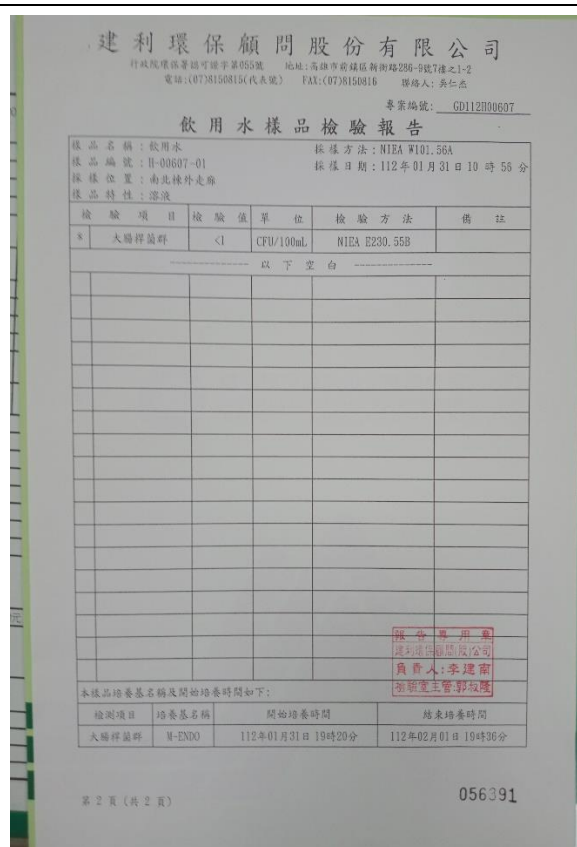 建利環保顧問股份有限公司
行政院環保署認可證字第055號 地址:高雄市前鎮區新衙路286-9號7樓之1-2
電話:(07)8150815(代表號) FAX:(07)8150816 聯絡人:吳仁杰
專案編號: GD112H00607
飲用水樣品檢驗報告
樣品名稱:飲用水 採樣方法:NIEA W101.56A
樣品編號:H-00607-01 採樣日期:112年01月31日10時56分
採樣位置:南北棟外走廊
樣品特性:溶液
檢驗項目 檢驗值 單位 檢驗方法 備註
* 大腸桿菌群 <1 CFU/100mL NIEA E230.55B
以下空白
元
報告專用章
建利環保顧問(股)公司
負責人:李建南
檢驗室主管:郭淑隆
本樣品培養基名稱及開始培養時間如下:
檢測項目 培養基名稱 開始培養時間 結束培養時間
大腸桿菌群 M-ENDO 112年01月31日 19時20分 112年02月01日 19時36分
第 2 頁 (共 2 頁)
056391